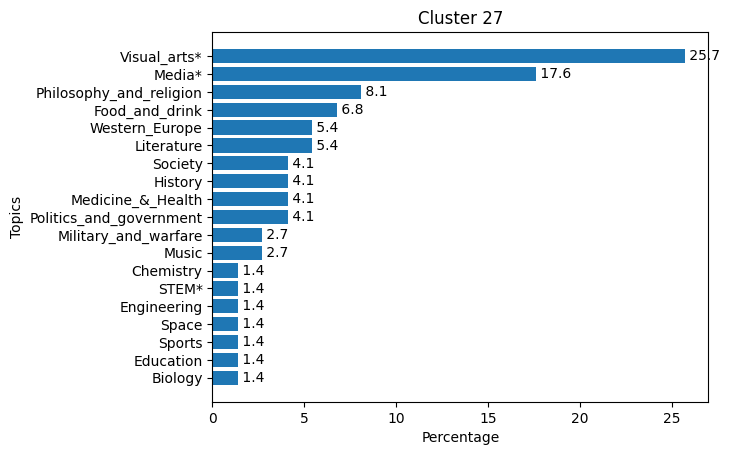 Cluster 27
Visual_arts* 25.7
Media* 17.6
Philosophy_and_religion 8.1
Food_and_drink 6.8
Western_Europe 5.4
Literature 5.4
Society 4.1
History 4.1
Medicine_&_Health 4.1
Politics_and_government 4.1
Military_and_warfare 2.7
Music 2.7
Chemistry 1.4
STEM* 1.4
Engineering 1.4
Space 1.4
Sports 1.4
Education 1.4
Biology 1.4
Topics
0 5 10 15 20 25
Percentage